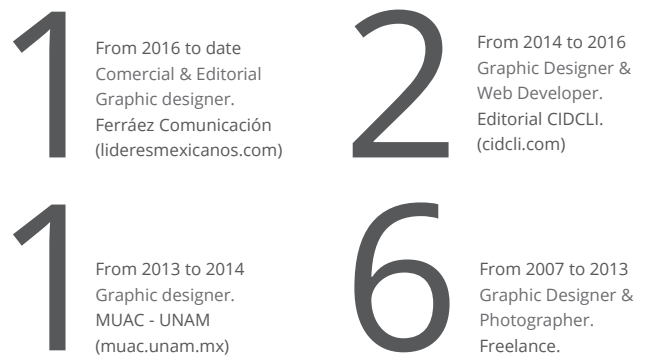 1
From 2016 to date
Comercial & Editorial
Graphic designer.
Ferráez Comunicación
(lideresmexicanos.com)
2
From 2014 to 2016
Graphic Designer &
Web Developer.
Editorial CIDCLI.
(cidcli.com)
1
From 2013 to 2014
Graphic designer.
MUAC - UNAM
(muac.unam.mx)
6
From 2007 to 2013
Graphic Designer &
Photographer.
Freelance.